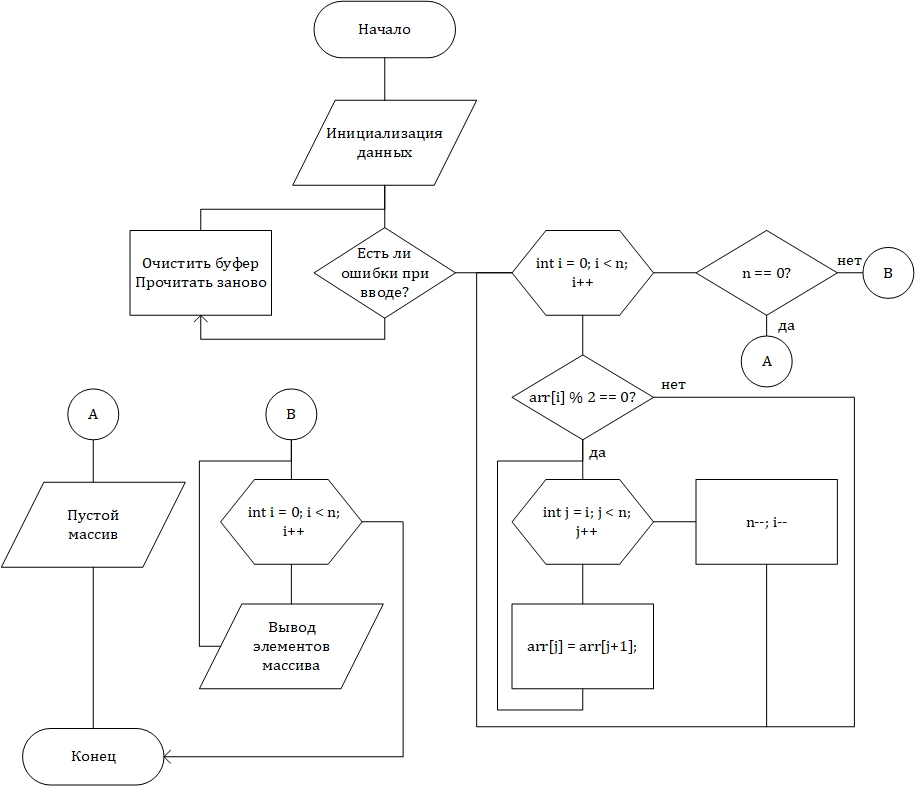 Начало
Инициализация
данных
Очистить буфер
Прочитать заново
Есть ли
ошибки при
вводе?
int i = 0; i < n;
i++
n == 0?
нет
B
да
A
arr[i] % 2 == 0?
нет
да
int j = i; j < n;
j++
n--; i--
arr[j] = arr[j+1];
A
Пустой
массив
B
int i = 0; i < n;
i++
Вывод
элементов
массива
Конец